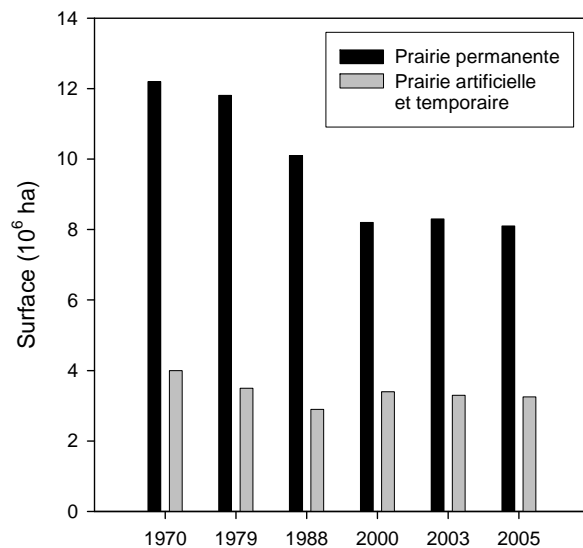 14
12
10
8
6
4
2
0
Surface (10⁶ ha)
Prairie permanente
Prairie artificielle
et temporaire
1970 1979 1988 2000 2003 2005